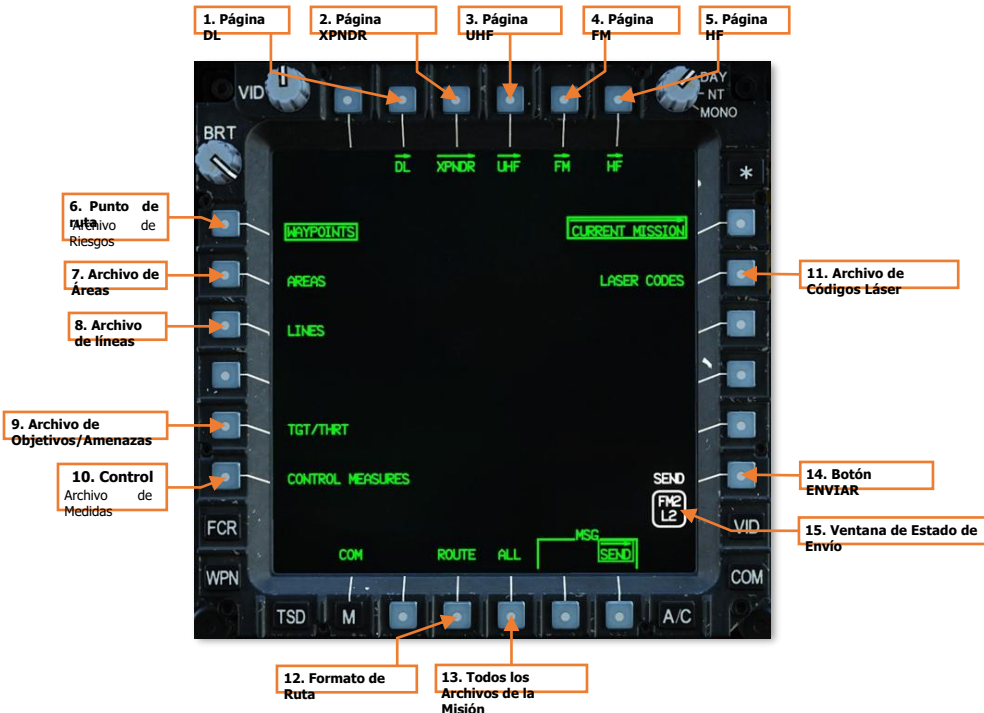 1. Página
DL
2. Página
XPNDR
3. Página
UHF
4. Página
FM
5. Página
HF
VID
DAY
NT
MONO
BRT
DL
XPNDR
UHF
FM
HF
*
6. Punto de
ruta
Archivo de
Riesgos
WAYPOINTS
CURRENT MISSION
7. Archivo de
Áreas
AREAS
LASER CODES
11. Archivo de
Códigos Láser
8. Archivo
de líneas
LINES
9. Archivo de
Objetivos/Amenazas
TGT/THRT
10. Control
Archivo de
Medidas
CONTROL MEASURES
SEND
14. Botón
ENVIAR
FM2
L2
15. Ventana de Estado de
Envío
FCR
VID
MSG
COM
ROUTE
ALL
SEND
WPN
COM
TSD
M
A/C
12. Formato de
Ruta
13. Todos los
Archivos de la
Misión